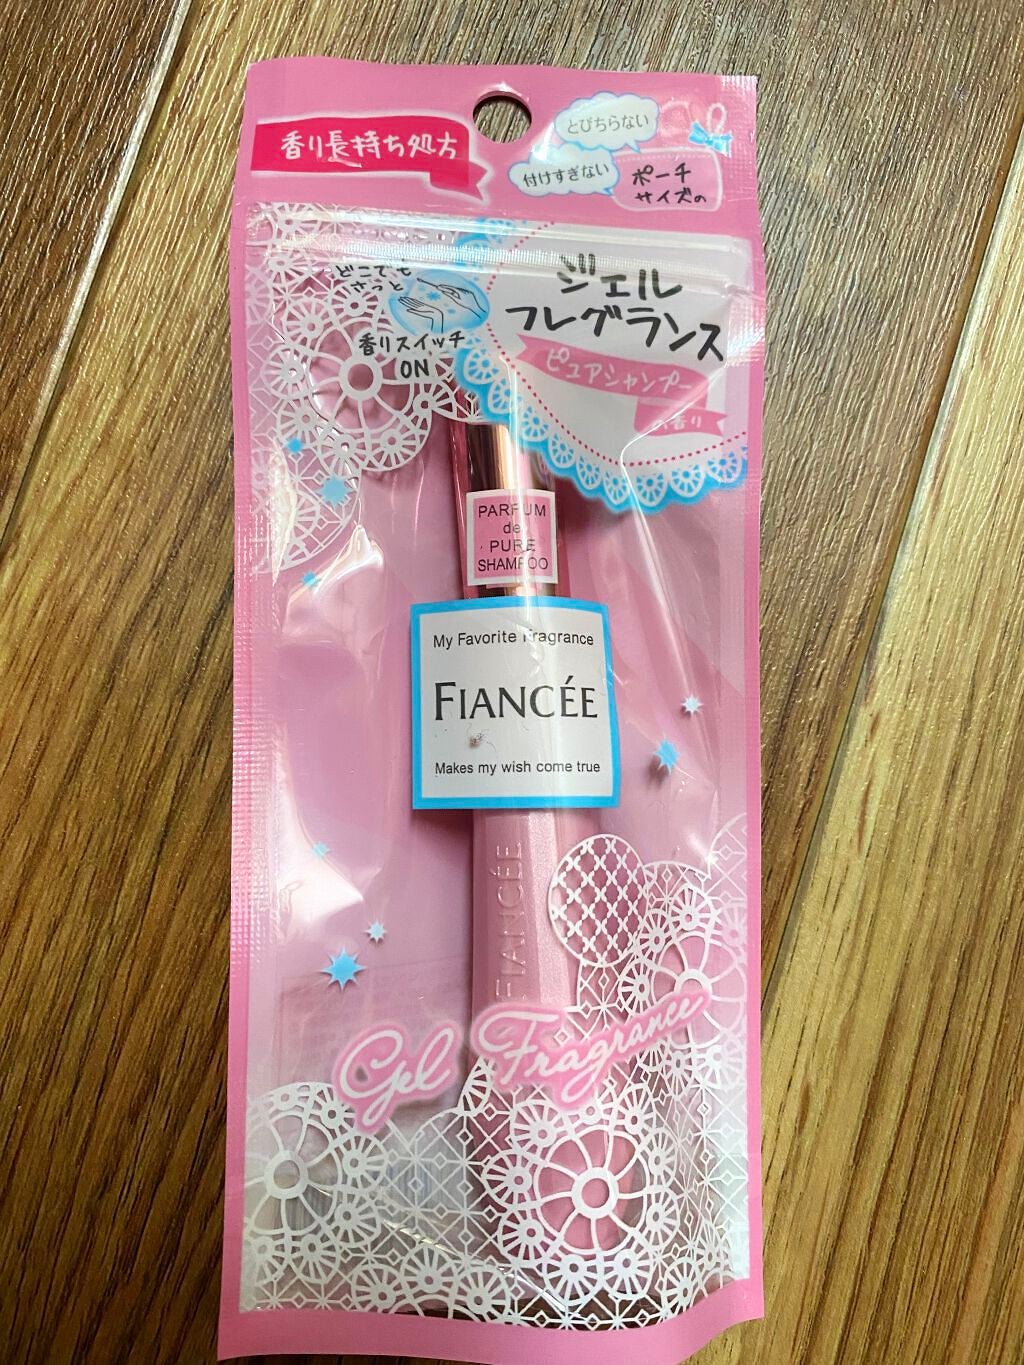 香り長持ち処方
とびちらない
付けすぎない
ポーチ
サイズの
どこでも
さっと
香りスイッチ
ON
ジェル
フレグランス
ピュアシャンプー
香り
PARFUM
de
PURE
SHAMPOO
My Favorite Fragrance
FIANCÉE
Makes my wish come true
FIANCÉE
Gel Fragrance